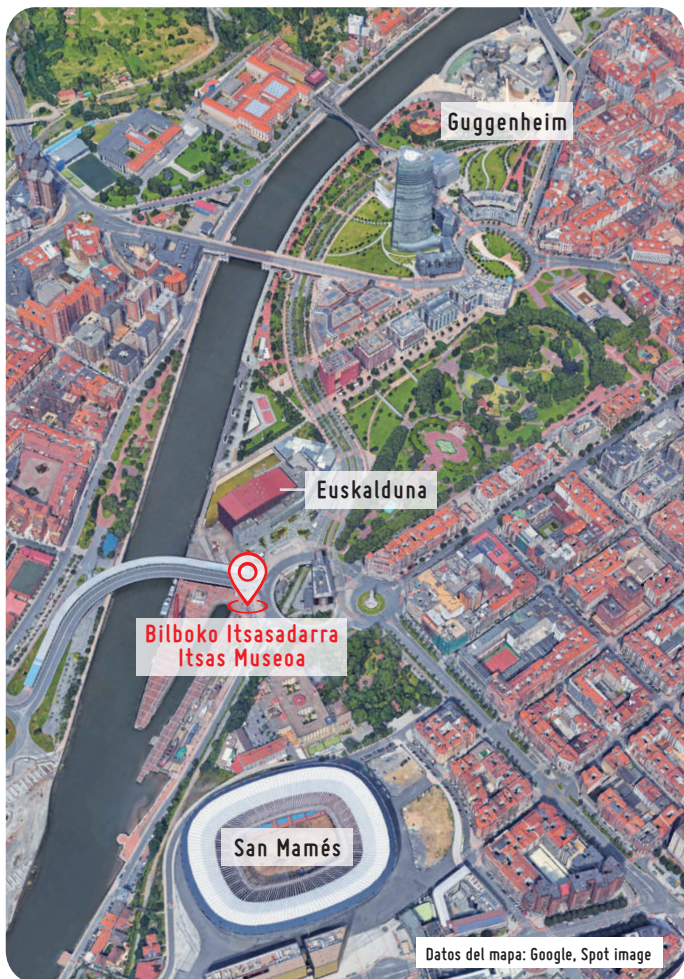 Guggenheim
Euskalduna
Bilboko Itsasadarra
Itsas Museoa
San Mamés
Datos del mapa: Google, Spot image